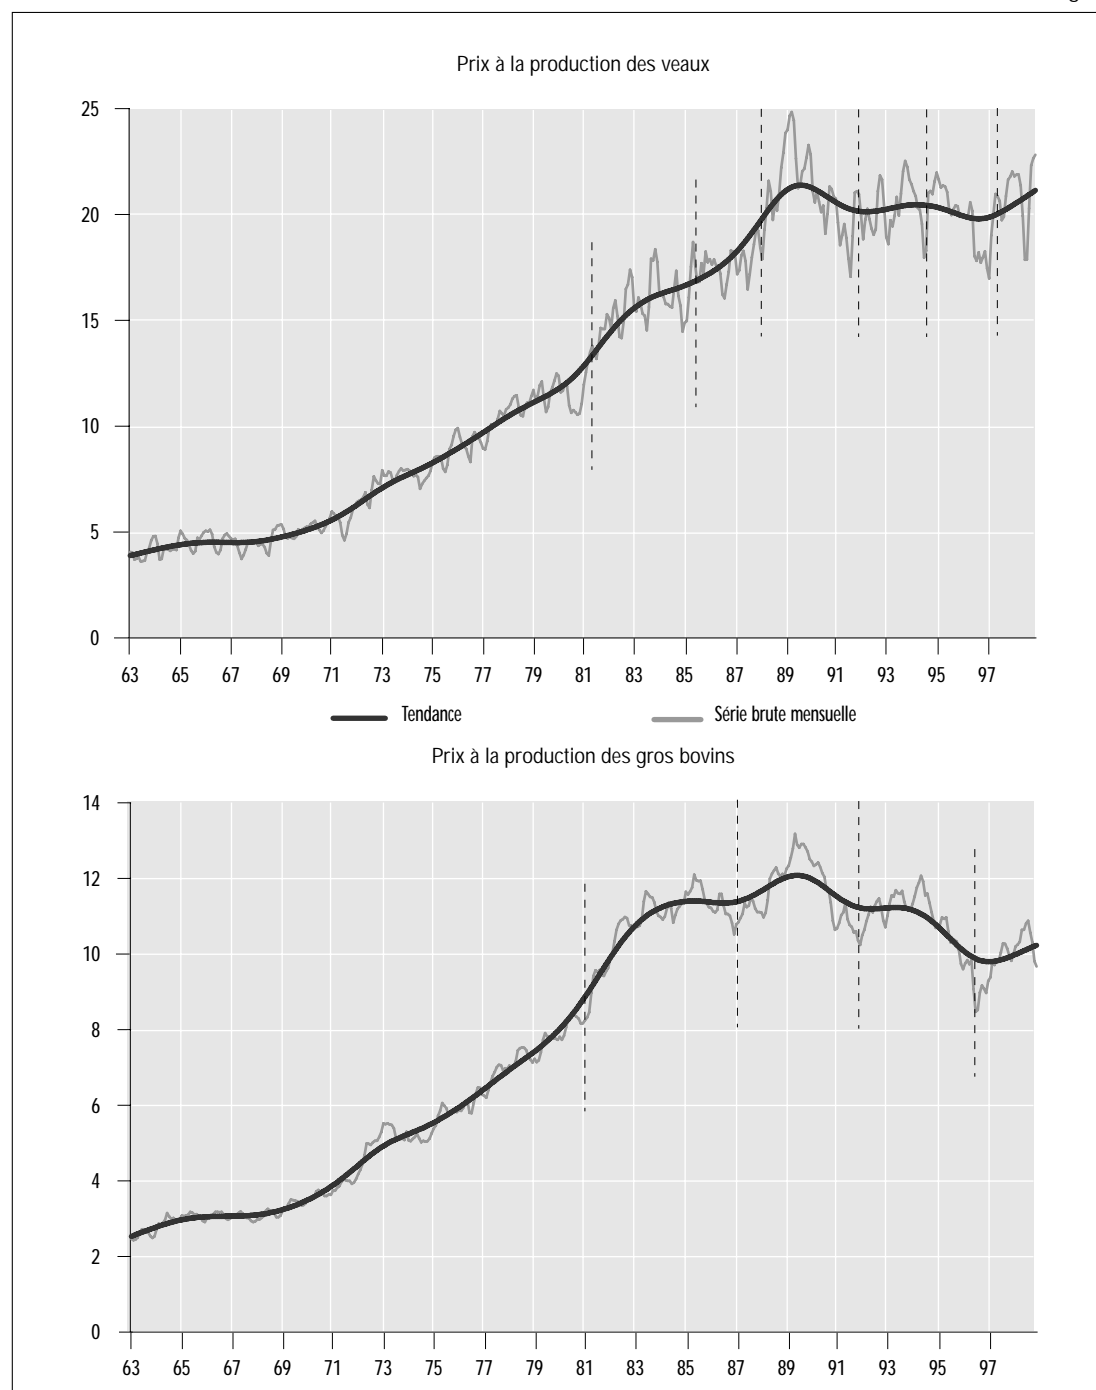 Prix à la production des veaux
25
20
15
10
5
0
63 65 67 69 71 73 75 77 79 81 83 85 87 89 91 93 95 97
Tendance Série brute mensuelle
Prix à la production des gros bovins
14
12
10
8
6
4
2
0
63 65 67 69 71 73 75 77 79 81 83 85 87 89 91 93 95 97